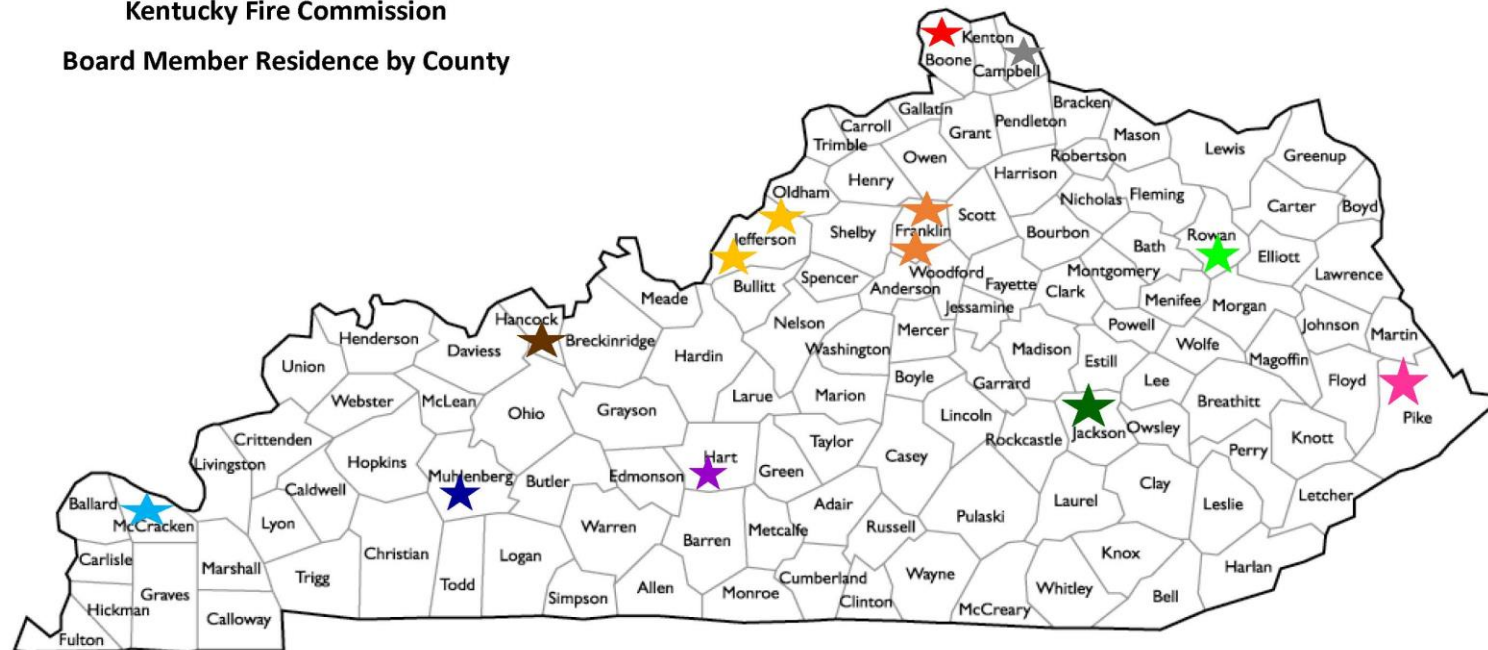 Kentucky Fire Commission
Board Member Residence by County
Kenton
Boone
Campbell
Gallatin
Bracken
Carroll
Grant
Pendleton
Mason
Trimble
Owen
Robertson
Lewis
Greenup
Henry
Harrison
Oldham
Nicholas
Fleming
Carter
Boyd
Jefferson
Shelby
Franklin
Scott
Bourbon
Bath
Rowan
Elliott
Lawrence
Bullitt
Spencer
Anderson
Woodford
Fayette
Clark
Montgomery
Menifee
Morgan
Meade
Jessamine
Nelson
Mercer
Powell
Johnson
Martin
Hancock
Breckinridge
Henderson
Daviess
Hardin
Washington
Madison
Estill
Wolfe
Magoffin
Union
Boyle
Garrard
Lee
Floyd
Webster
McLean
Ohio
Grayson
Larue
Marion
Lincoln
Breathitt
Pike
Crittenden
Rockcastle
Jackson
Owsley
Knott
Livingston
Hopkins
Hart
Taylor
Casey
Perry
Muhlenberg
Butler
Edmonson
Green
Clay
Ballard
Caldwell
Letcher
McCracken
Lyon
Warren
Adair
Russell
Pulaski
Laurel
Leslie
Metcalfe
Barren
Carlisle
Marshall
Christian
Logan
Knox
Harlan
Graves
Trigg
Todd
Simpson
Allen
Monroe
Cumberland
Clinton
Wayne
McCreary
Whitley
Bell
Hickman
Calloway
Fulton